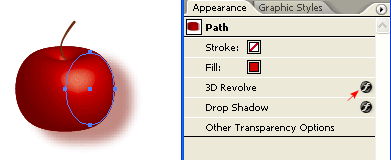 Appearance
Graphic Styles
Path
Stroke:
Fill:
3D Revolve
Drop Shadow
Other Transparency Options